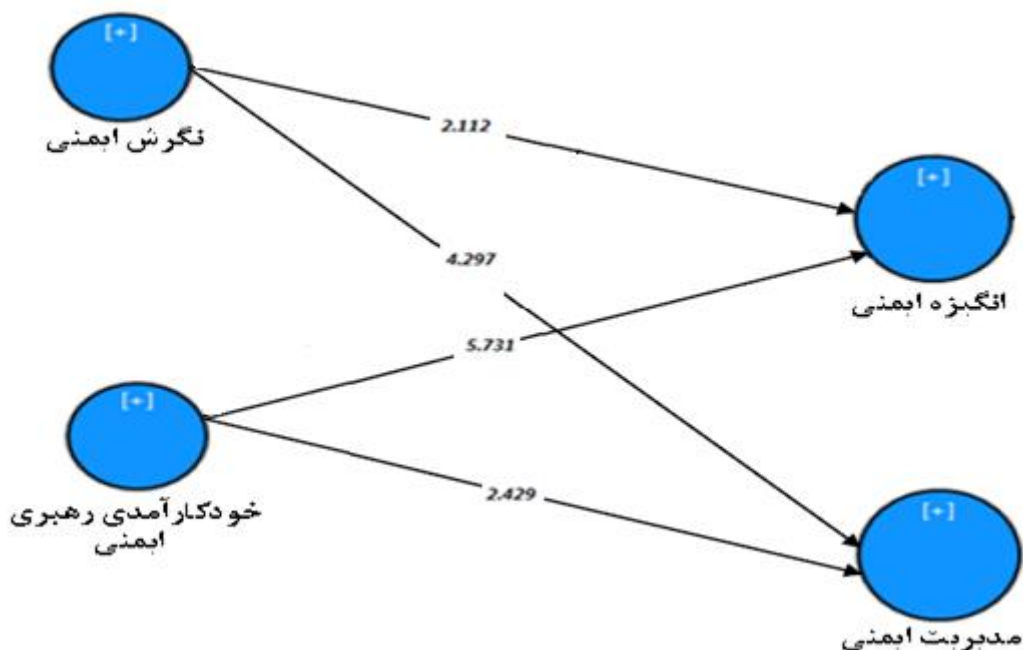 [+]
نگرش ایمنی
2.112
[+]
انگیزه ایمنی
4.297
5.731
[+]
خودکارآمدی رهبری
ایمنی
2.429
[+]
مدیریت ایمنی